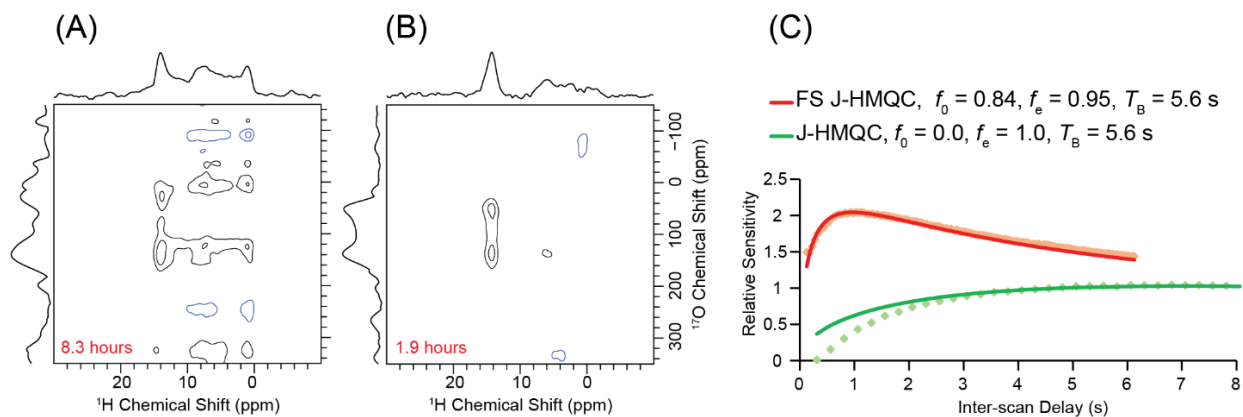 (A)
(B)
(C)
FS J-HMQC, f₀ = 0.84, fₑ = 0.95, T_B = 5.6 s
J-HMQC, f₀ = 0.0, fₑ = 1.0, T_B = 5.6 s
8.3 hours
20 10 0
¹H Chemical Shift (ppm)
1.9 hours
20 10 0
¹H Chemical Shift (ppm)
-100
0
100
200
300
¹⁷O Chemical Shift (ppm)
Relative Sensitivity
2.5
2
1.5
1
0.5
0
0 1 2 3 4 5 6 7 8
Inter-scan Delay (s)